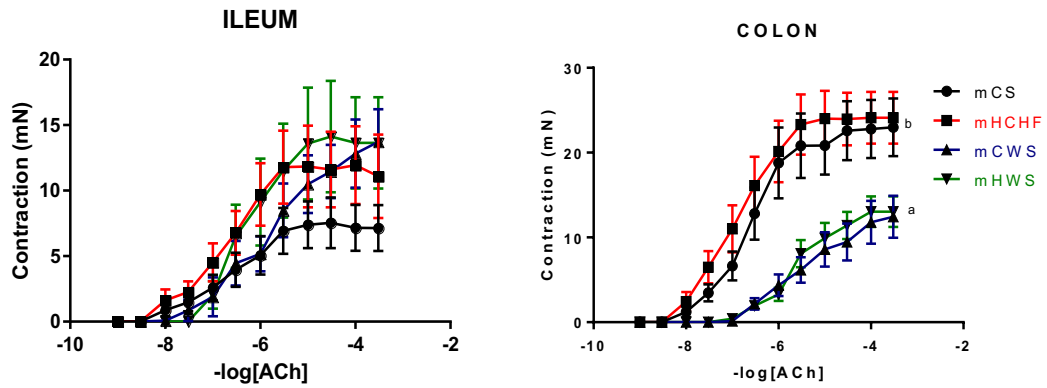 ILEUM
Contraction (mN)
20
15
10
5
0
-10
-8
-6
-4
-2
-log[ACh]
COLON
Contraction (mN)
30
20
10
0
-10
-8
-6
-4
-2
-log[ACh]
b
a
mCS
mHCHF
mCWS
mHWS